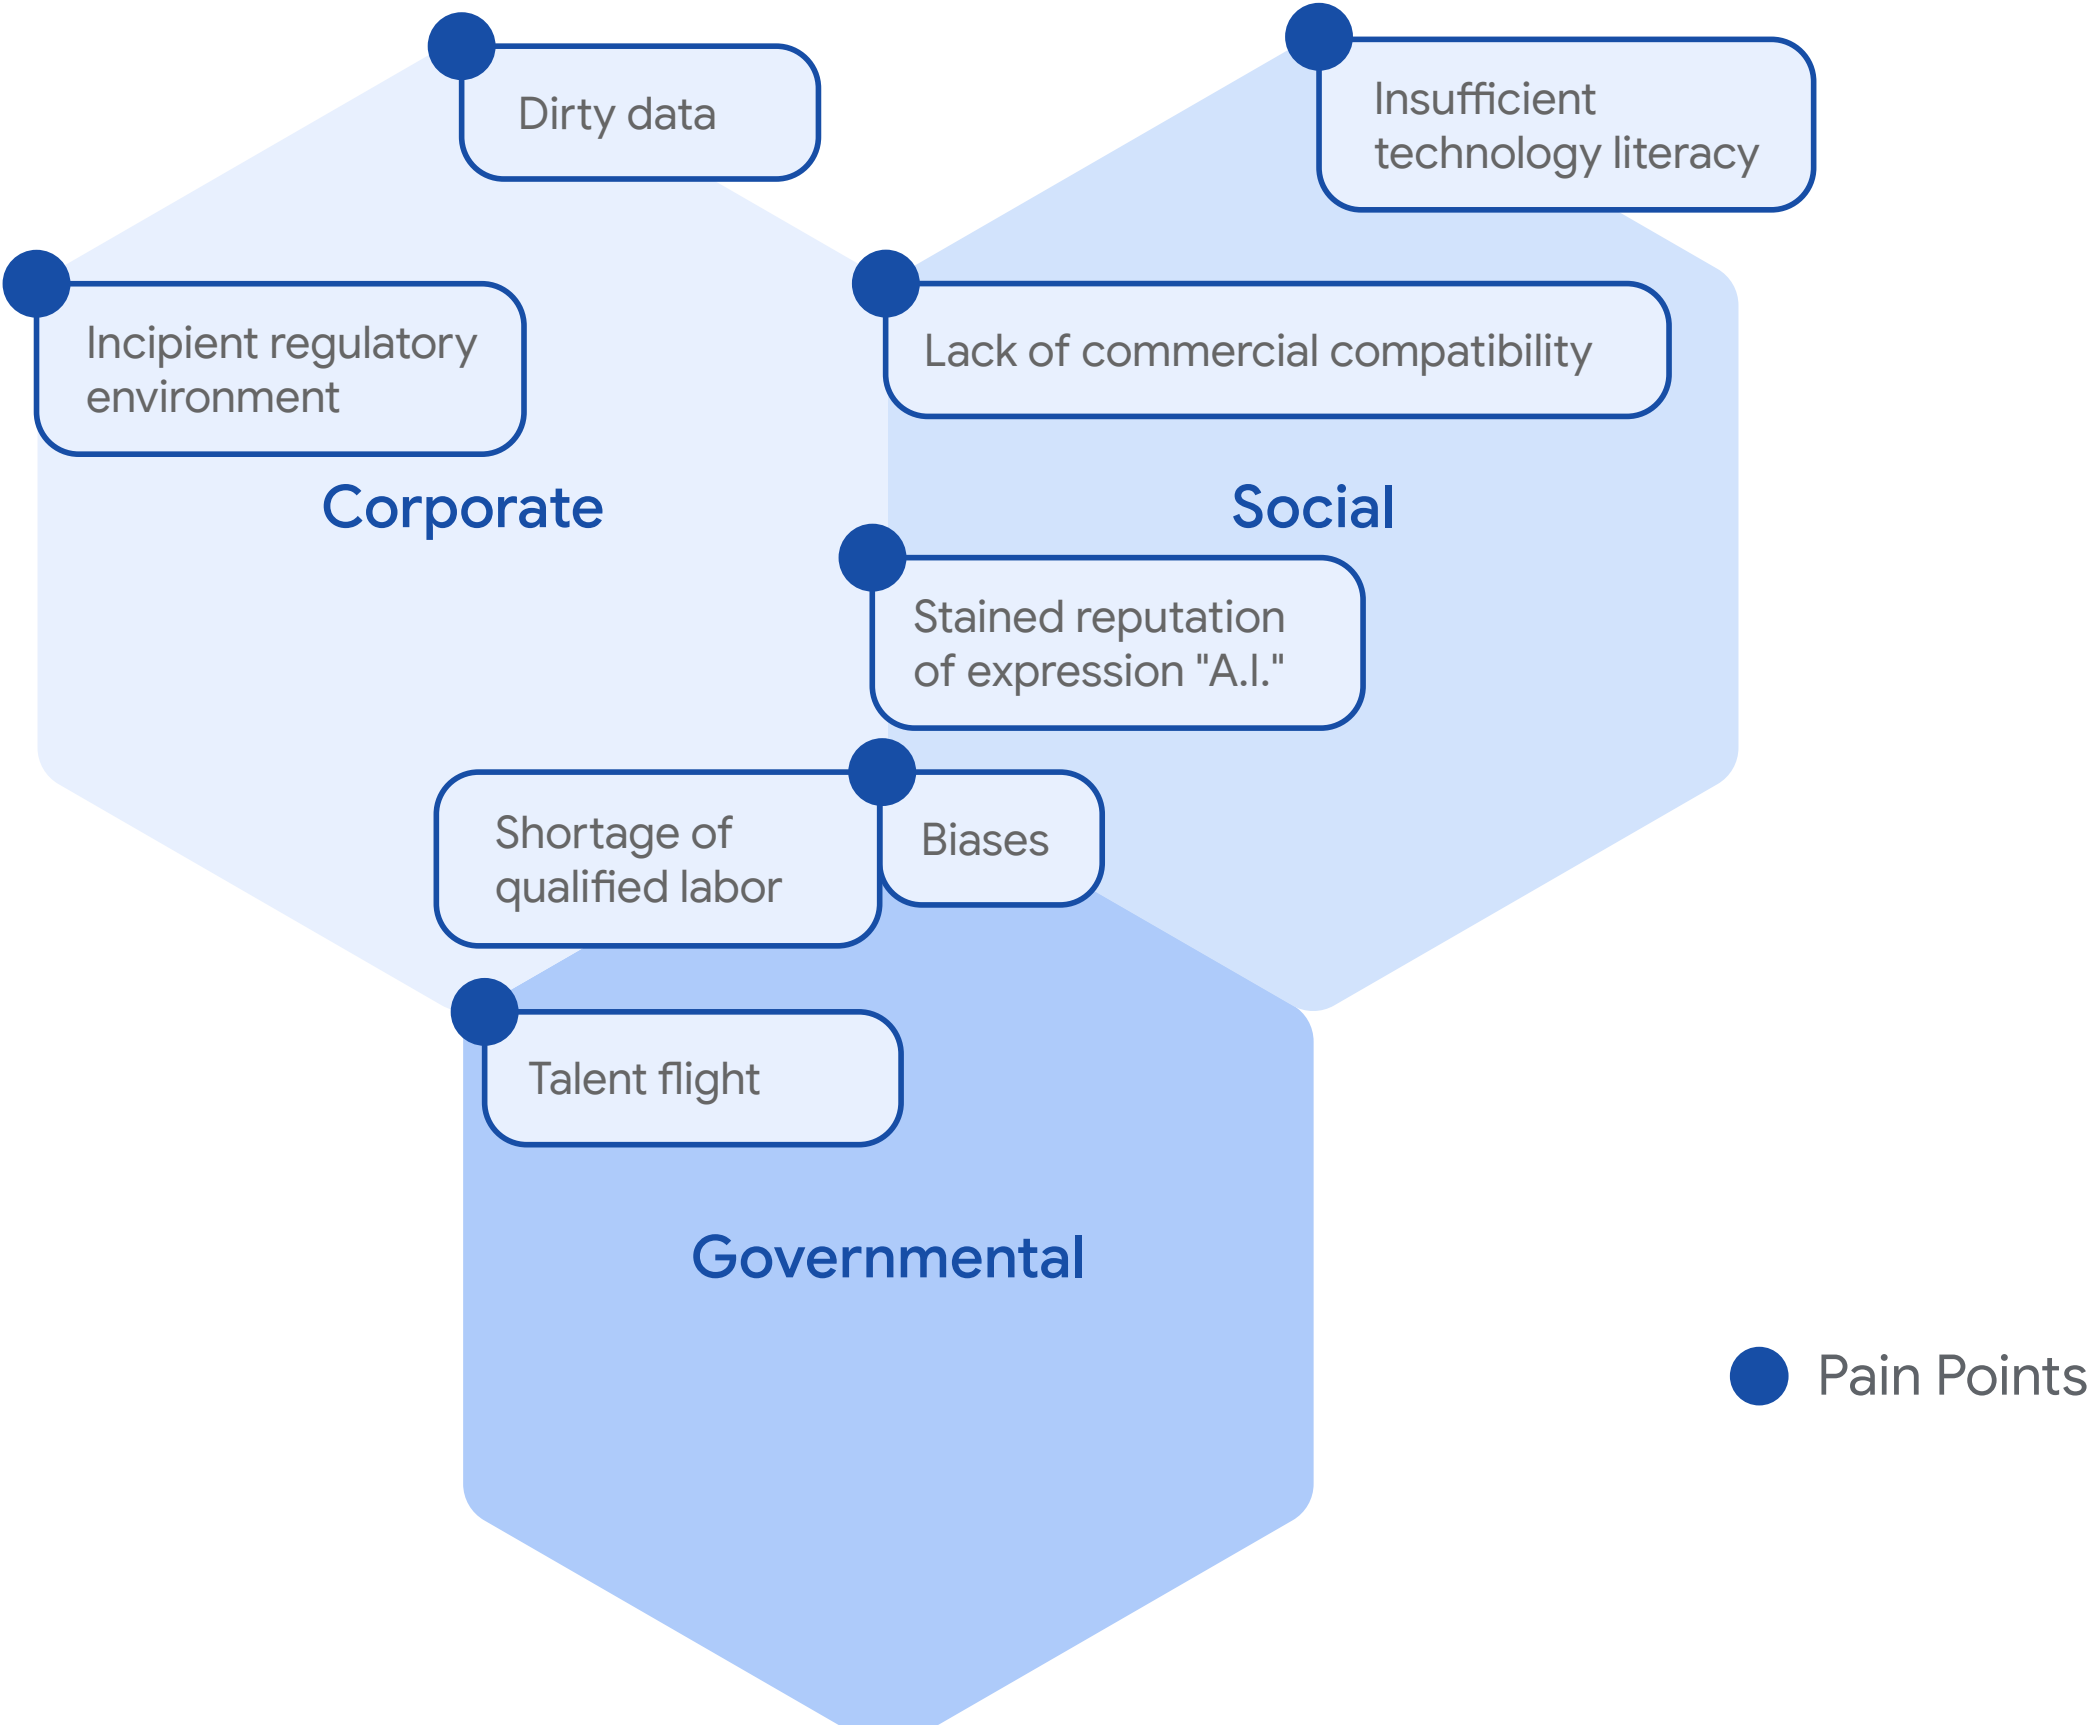 Dirty data
Insufficient
technology literacy
Incipient regulatory
environment
Lack of commercial compatibility
Corporate
Social
Stained reputation
of expression "A.I."
Shortage of
qualified labor
Biases
Talent flight
Governmental
Pain Points